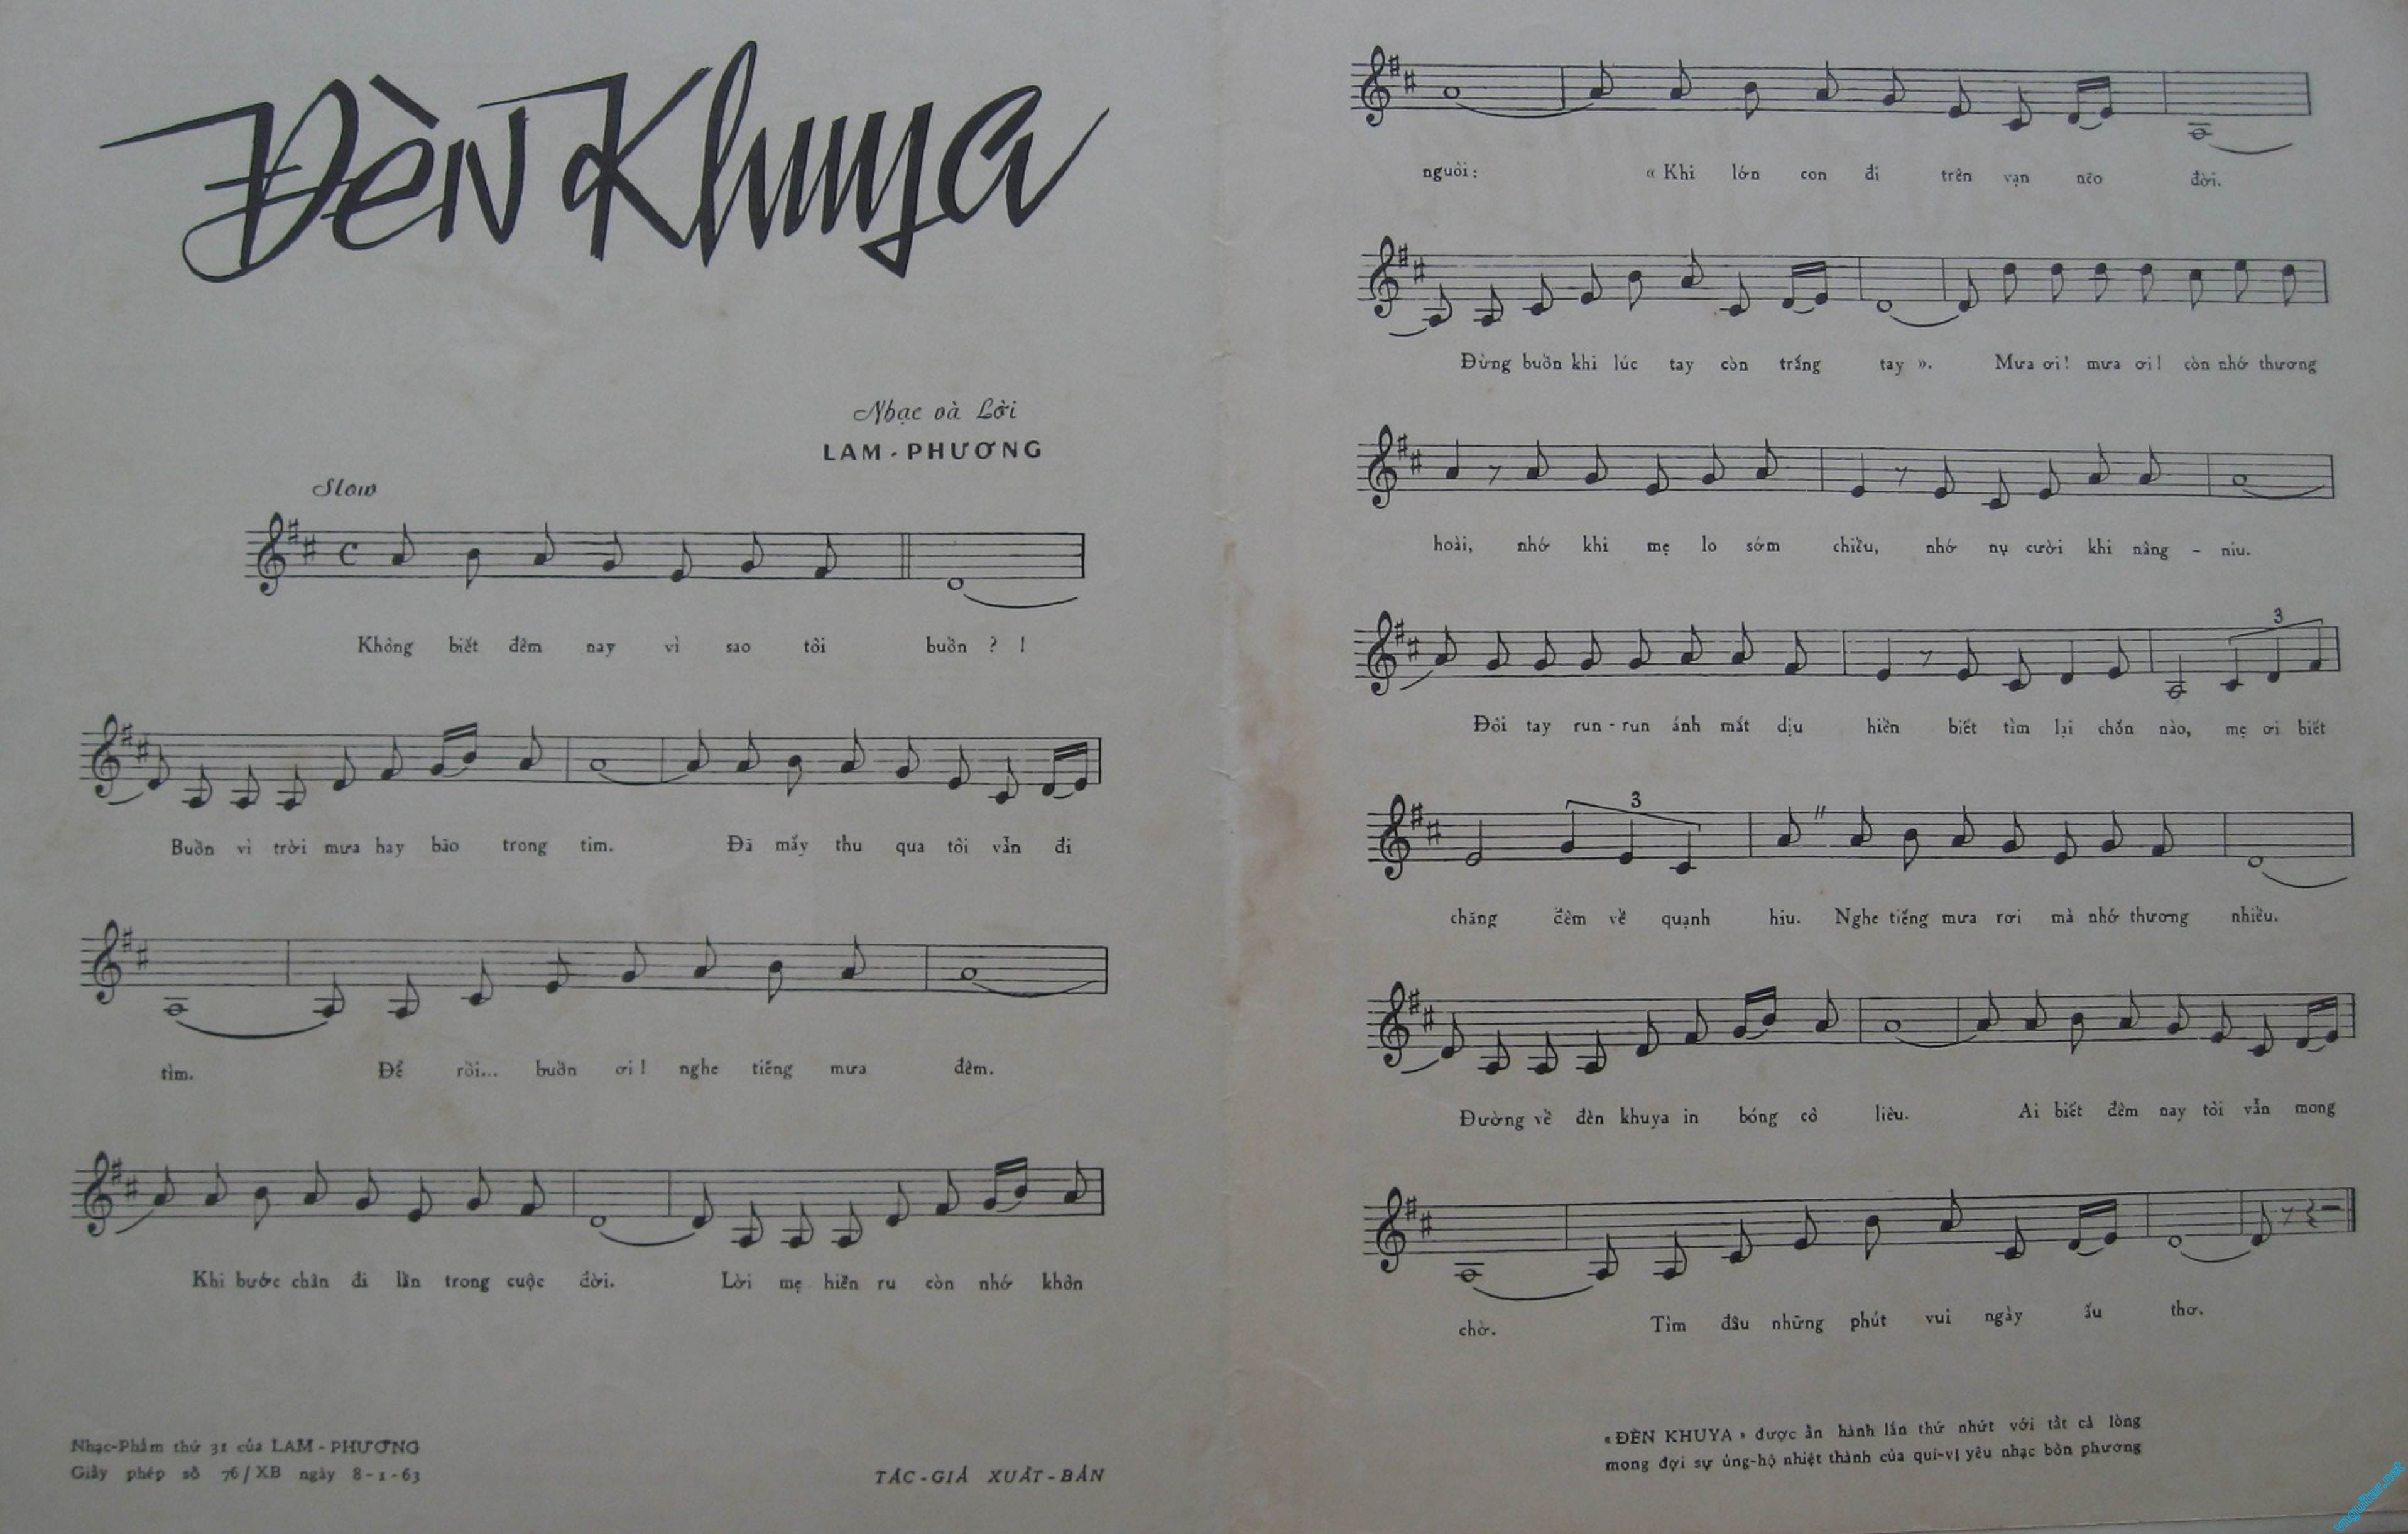 Đèn Khuya
Nhạc và Lời
LAM-PHƯƠNG
Slow
Không biết đêm nay vì sao tôi buồn ? !
Buồn vì trời mưa hay bão trong tim. Đã mấy thu qua tôi vẫn đi
tìm. Để rồi... buồn ơi ! nghe tiếng mưa đêm.
Khi bước chân đi lần trong cuộc đời. Lời mẹ hiền ru còn nhớ khôn
Nhạc-Phẩm thứ 31 của LAM-PHƯƠNG
Giấy phép số 76/XB ngày 8-1-63
TÁC-GIẢ XUẤT-BẢN
nguôi: « Khi lớn con đi trên vạn nẽo đời.
Đừng buồn khi lúc tay còn trắng tay ». Mưa ơi! mưa ơi! còn nhớ thương
hoài, nhớ khi mẹ lo sớm chiều, nhớ nụ cười khi nâng - niu.
3
Đôi tay run-run ánh mắt dịu hiền biết tìm lại chốn nào, mẹ ơi biết
3
chăng đêm về quạnh hiu. Nghe tiếng mưa rơi mà nhớ thương nhiều.
Đường về đèn khuya in bóng cô liêu. Ai biết đêm nay tôi vẫn mong
chờ. Tìm đâu những phút vui ngày ấu thơ.
« ĐÈN KHUYA » được ấn hành lần thứ nhứt với tất cả lòng
mong đợi sự ủng-hộ nhiệt thành của quí-vị yêu nhạc bốn phương